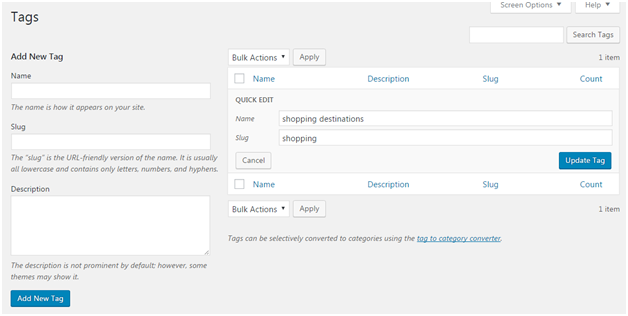 Screen Options ▼
Help ▼
Tags
Search Tags
Add New Tag
Name
The name is how it appears on your site.
Slug
The "slug" is the URL-friendly version of the name. It is usually
all lowercase and contains only letters, numbers, and hyphens.
Description
The description is not prominent by default; however, some
themes may show it.
Add New Tag
Bulk Actions ▼ Apply
1 item
Name Description Slug Count
QUICK EDIT
Name shopping destinations
Slug shopping
Cancel Update Tag
Name Description Slug Count
Bulk Actions ▼ Apply
1 item
Tags can be selectively converted to categories using the tag to category converter.